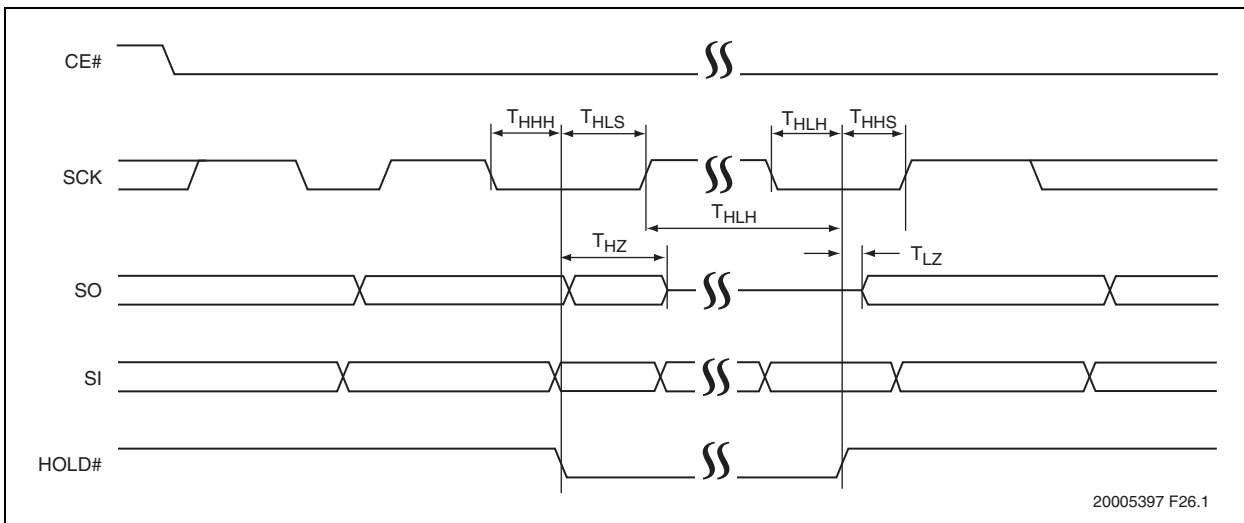 CE#
THHH THLS THLH THHS
SCK
THLH
THZ TLZ
SO
SI
HOLD#
20005397 F26.1